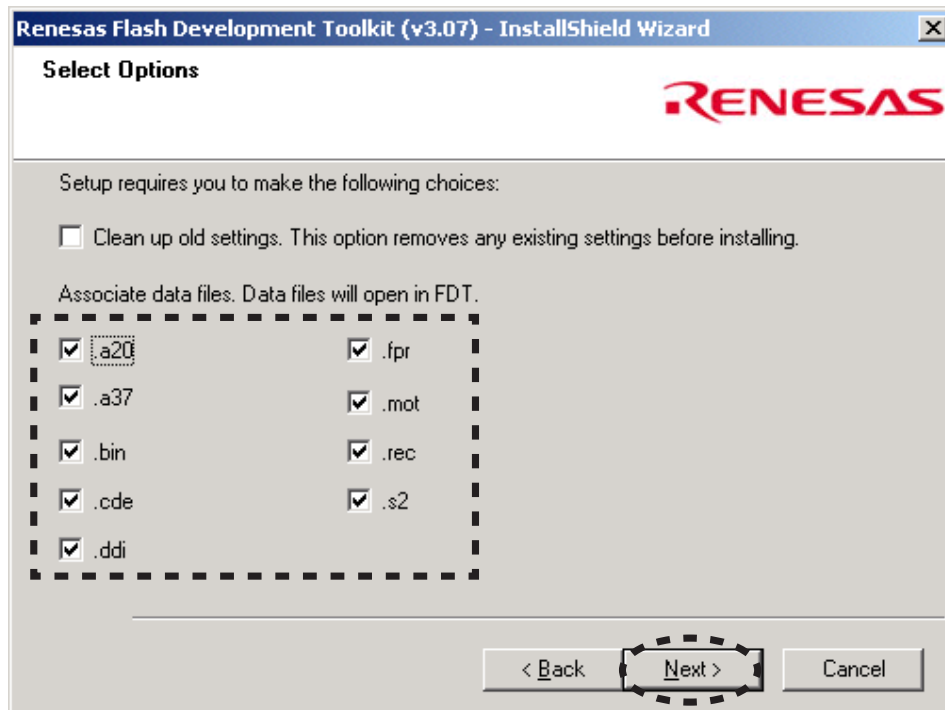 Renesas Flash Development Toolkit (v3.07) - InstallShield Wizard
Select Options
RENESAS
Setup requires you to make the following choices:
Clean up old settings. This option removes any existing settings before installing.
Associate data files. Data files will open in FDT.
.a20
.a37
.bin
.cde
.ddi
.fpr
.mot
.rec
.s2
< Back
Next >
Cancel